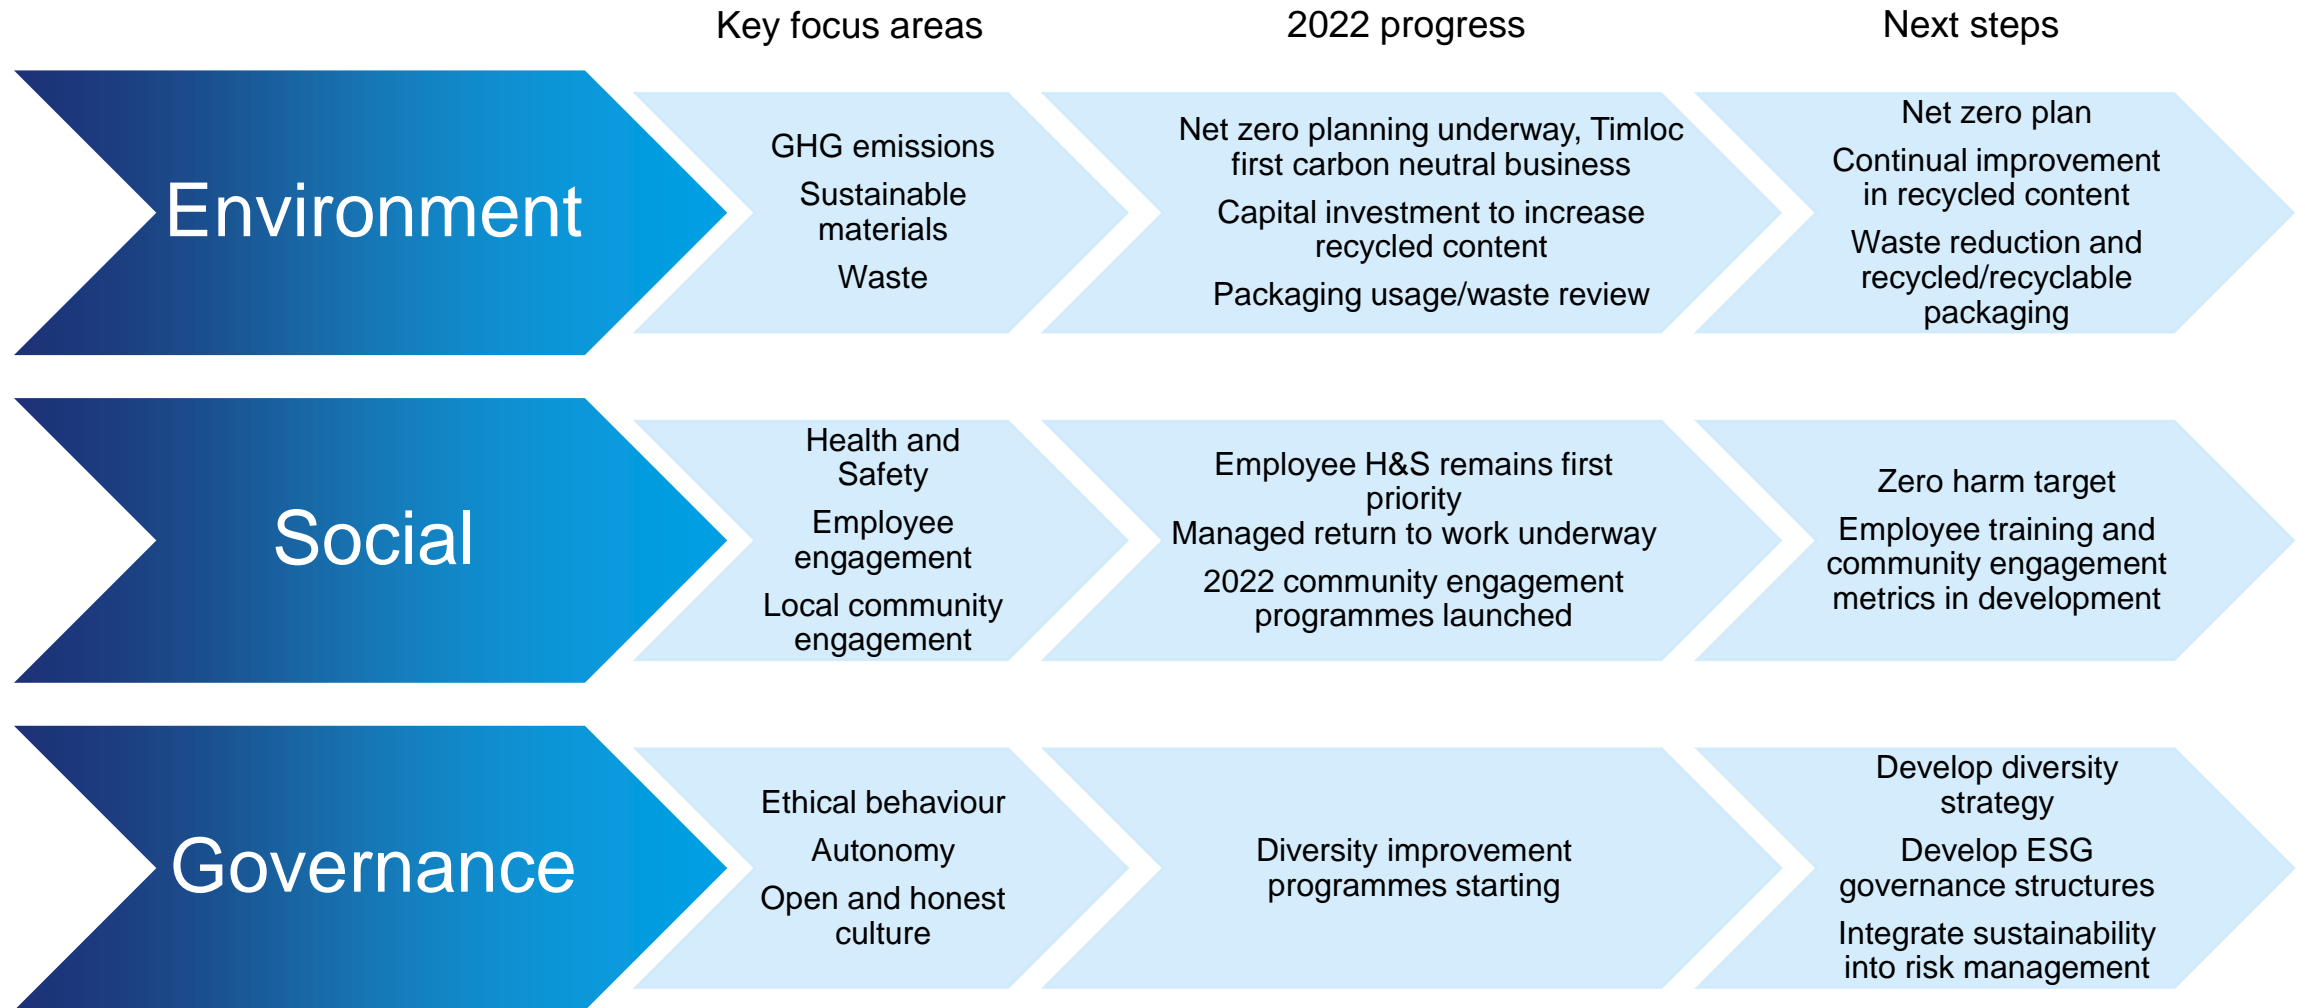 Key focus areas
2022 progress
Next steps
Environment
GHG emissions
Sustainable
materials
Waste
Net zero planning underway, Timloc
first carbon neutral business
Capital investment to increase
recycled content
Packaging usage/waste review
Net zero plan
Continual improvement
in recycled content
Waste reduction and
recycled/recyclable
packaging
Social
Health and
Safety
Employee
engagement
Local community
engagement
Employee H&S remains first
priority
Managed return to work underway
2022 community engagement
programmes launched
Zero harm target
Employee training and
community engagement
metrics in development
Governance
Ethical behaviour
Autonomy
Open and honest
culture
Diversity improvement
programmes starting
Develop diversity
strategy
Develop ESG
governance structures
Integrate sustainability
into risk management